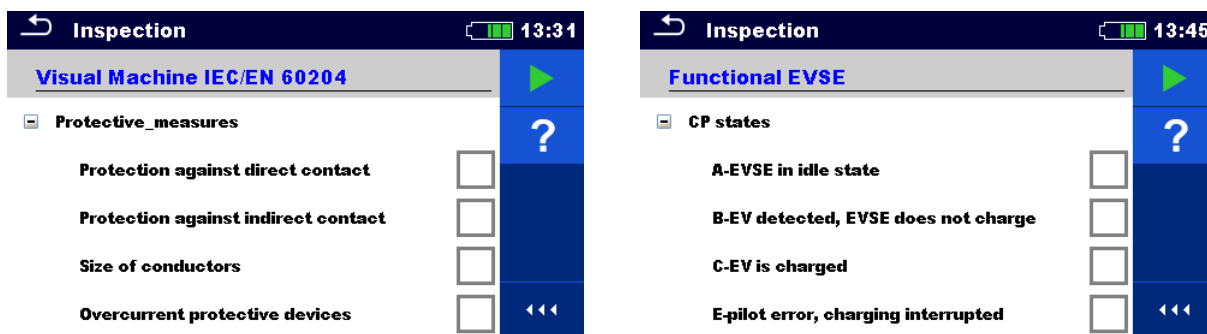 Inspection 13:31
Visual Machine IEC/EN 60204
Protective_measures
?
Protection against direct contact
Protection against indirect contact
Size of conductors
Overcurrent protective devices
Inspection 13:45
Functional EVSE
CP states
?
A-EVSE in idle state
B-EV detected, EVSE does not charge
C-EV is charged
E-pilot error, charging interrupted